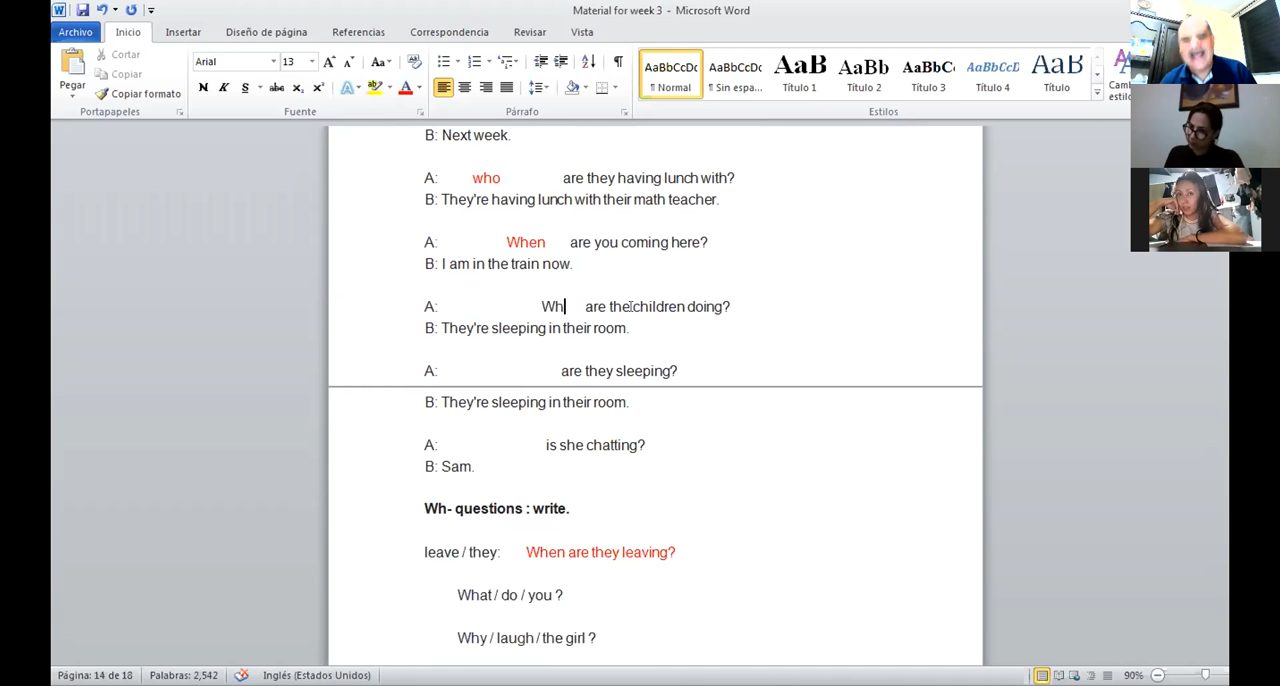 Material for week 3 - Microsoft Word
Archivo Inicio Insertar Diseño de página Referencias Correspondencia Revisar Vista
Pegar
Cortar
Copiar
Copiar formato
Portapapeles
Arial 13
N K S abc x₂ x²
Fuente
Párrafo
AaBbCcDc AaBbCcDc AaB AaBb AaBbC AaBbCcD AaBb
¶ Normal ¶ Sin espa... Título 1 Título 2 Título 3 Título 4 Título
Estilos
B: Next week.
A: who are they having lunch with?
B: They're having lunch with their math teacher.
A: When are you coming here?
B: I am in the train now.
A: Wh are the children doing?
B: They're sleeping in their room.
A: are they sleeping?
B: They're sleeping in their room.
A: is she chatting?
B: Sam.
Wh- questions : write.
leave / they: When are they leaving?
What / do / you ?
Why / laugh / the girl ?
Página: 14 de 18 Palabras: 2,542 Inglés (Estados Unidos) 90%